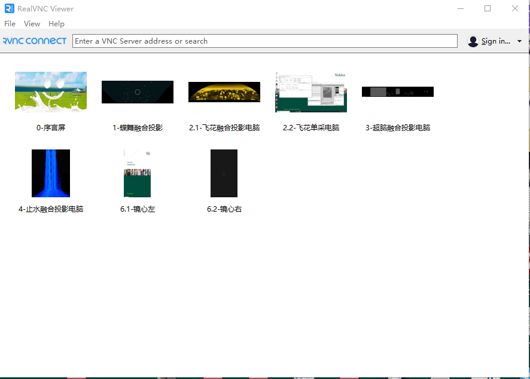 RealVNC Viewer
File View Help
RVNC CONNECT
Enter a VNC Server address or search
Sign in...
0-序言屏
1-蝶舞融合投影
2.1-飞花融合投影电脑
2.2-飞花单采电脑
3-超脑融合投影电脑
4-止水融合投影电脑
6.1-镜心左
6.2-镜心右